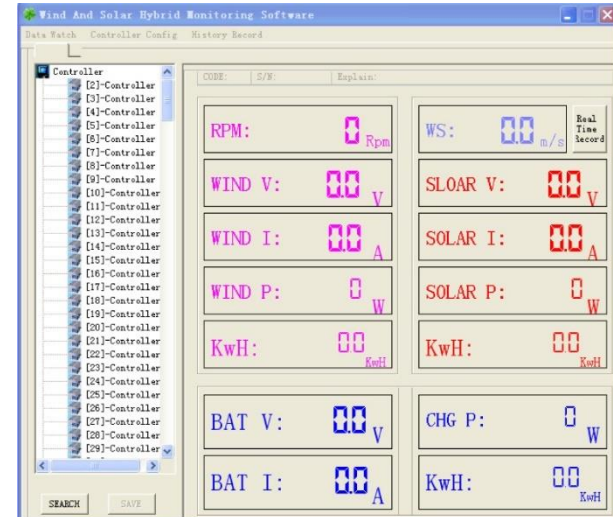 Wind And Solar Hybrid Monitoring Software
Data Watch Controller Config History Record
Controller
[2]-Controller
[3]-Controller
[4]-Controller
[5]-Controller
[6]-Controller
[7]-Controller
[8]-Controller
[9]-Controller
[10]-Controller
[11]-Controller
[12]-Controller
[13]-Controller
[14]-Controller
[15]-Controller
[16]-Controller
[17]-Controller
[18]-Controller
[19]-Controller
[20]-Controller
[21]-Controller
[22]-Controller
[23]-Controller
[24]-Controller
[25]-Controller
[26]-Controller
[27]-Controller
[28]-Controller
[29]-Controller
SEARCH SAVE
CODE: S/N: Explain:
RPM: 0 Rpm
WIND V: 0.0 V
WIND I: 0.0 A
WIND P: 0 W
KwH: 0.0 KwH
WS: 0.0 m/s
Real
Time
Record
SLOAR V: 0.0 V
SOLAR I: 0.0 A
SOLAR P: 0 W
KwH: 0.0 KwH
BAT V: 0.0 V
BAT I: 0.0 A
CHG P: 0 W
KwH: 0.0 KwH